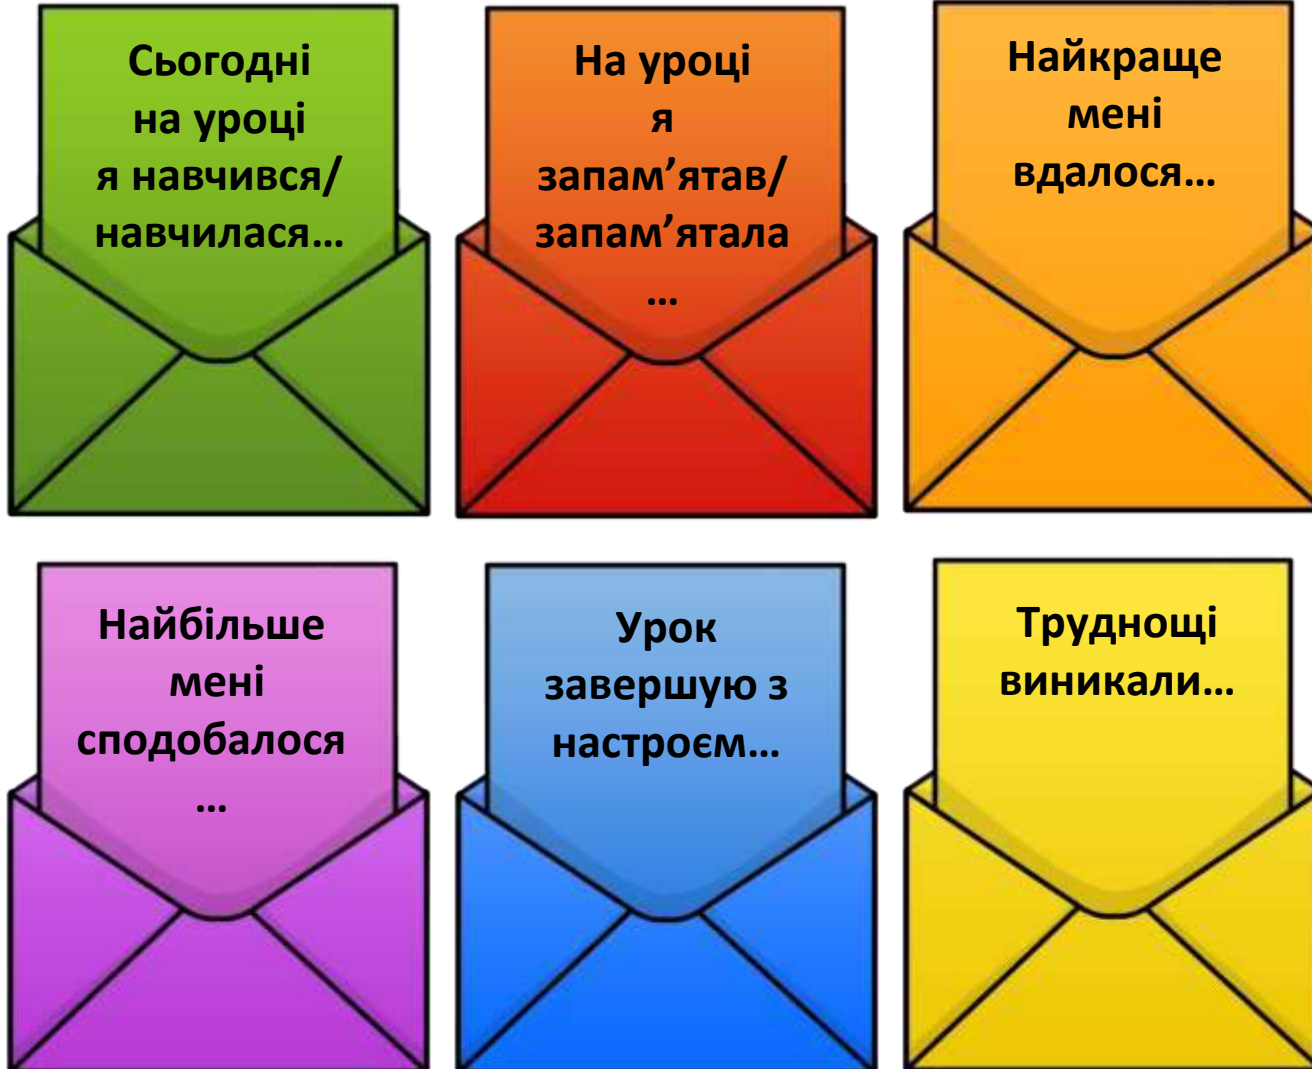 Сьогодні
на уроці
я навчився/
навчилася…
На уроці
я
запам’ятав/
запам’ятала
…
Найкраще
мені
вдалося…
Найбільше
мені
сподобалося
…
Урок
завершую з
настроєм…
Труднощі
виникали…